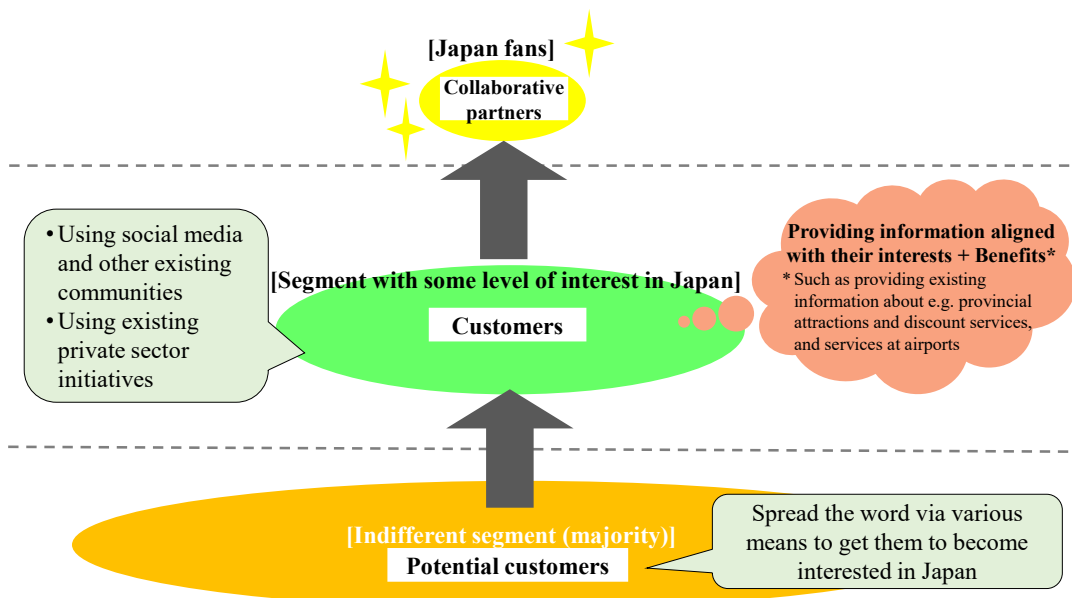 [Japan fans]
Collaborative
partners
• Using social media
and other existing
communities
• Using existing
private sector
initiatives
[Segment with some level of interest in Japan]
Customers
Providing information aligned
with their interests + Benefits*
* Such as providing existing
information about e.g. provincial
attractions and discount services,
and services at airports
[Indifferent segment (majority)]
Potential customers
Spread the word via various
means to get them to become
interested in Japan